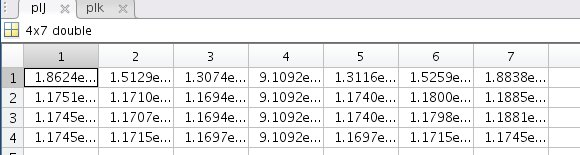 plJ plk
4x7 double
1 2 3 4 5 6 7
1 1.8624e... 1.5129e... 1.3074e... 9.1092e... 1.3116e... 1.5259e... 1.8838e...
2 1.1751e... 1.1710e... 1.1694e... 9.1092e... 1.1740e... 1.1800e... 1.1885e...
3 1.1745e... 1.1707e... 1.1694e... 9.1092e... 1.1740e... 1.1798e... 1.1881e...
4 1.1745e... 1.1715e... 1.1697e... 9.1092e... 1.1697e... 1.1715e... 1.1745e...